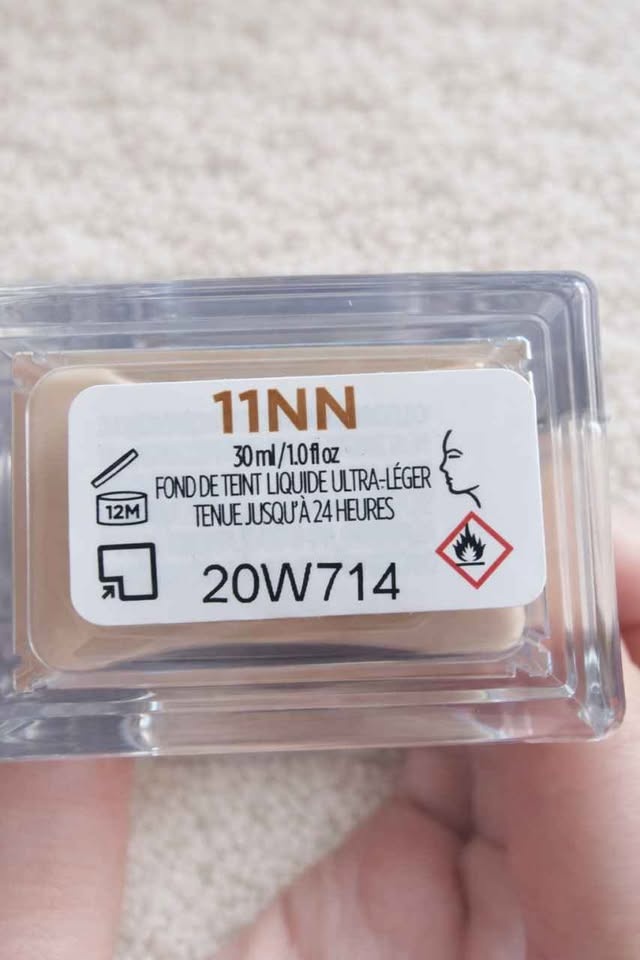 11NN
30 ml/1.0 fl oz
FOND DE TEINT LIQUIDE ULTRA-LÉGER
TENUE JUSQU'À 24 HEURES
12M
20W714